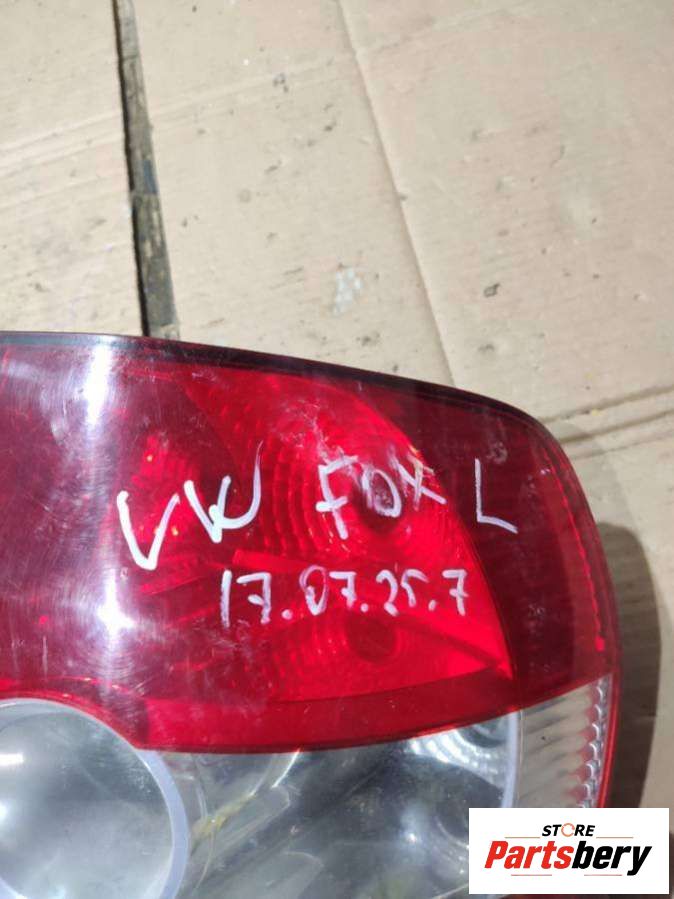 VW FOX L
17.07.25.7
STORE
Partsbery